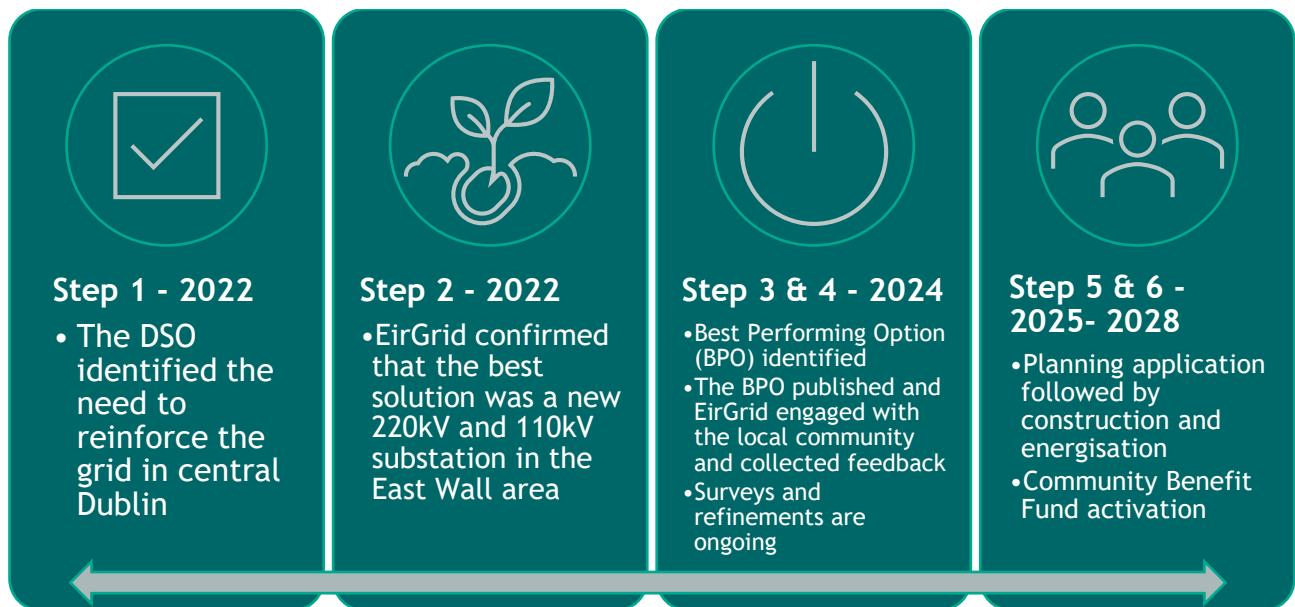 Step 1 - 2022
• The DSO
identified the
need to
reinforce the
grid in central
Dublin
Step 2 - 2022
•EirGrid confirmed
that the best
solution was a new
220kV and 110kV
substation in the
East Wall area
Step 3 & 4 - 2024
•Best Performing Option
(BPO) identified
•The BPO published and
EirGrid engaged with
the local community
and collected feedback
•Surveys and
refinements are
ongoing
Step 5 & 6 -
2025- 2028
•Planning application
followed by
construction and
energisation
•Community Benefit
Fund activation